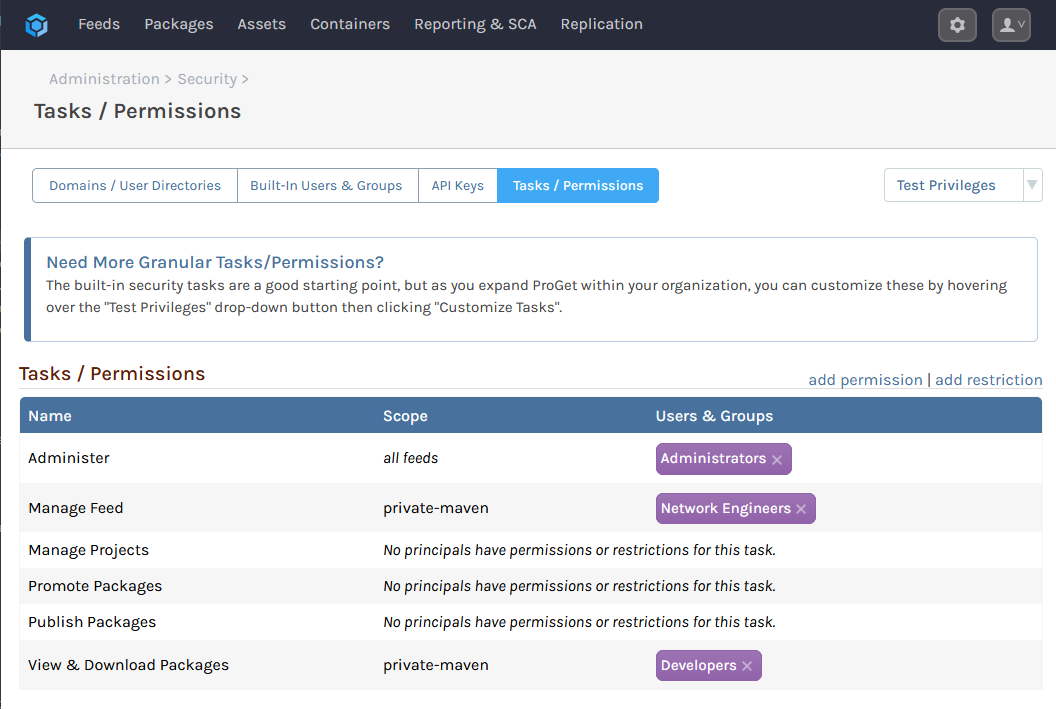 Feeds Packages Assets Containers Reporting & SCA Replication
Administration > Security >
Tasks / Permissions
Domains / User Directories Built-In Users & Groups API Keys Tasks / Permissions Test Privileges
Need More Granular Tasks/Permissions?
The built-in security tasks are a good starting point, but as you expand ProGet within your organization, you can customize these by hovering
over the "Test Privileges" drop-down button then clicking "Customize Tasks".
Tasks / Permissions add permission | add restriction
Name Scope Users & Groups
Administer all feeds Administrators ×
Manage Feed private-maven Network Engineers ×
Manage Projects No principals have permissions or restrictions for this task.
Promote Packages No principals have permissions or restrictions for this task.
Publish Packages No principals have permissions or restrictions for this task.
View & Download Packages private-maven Developers ×